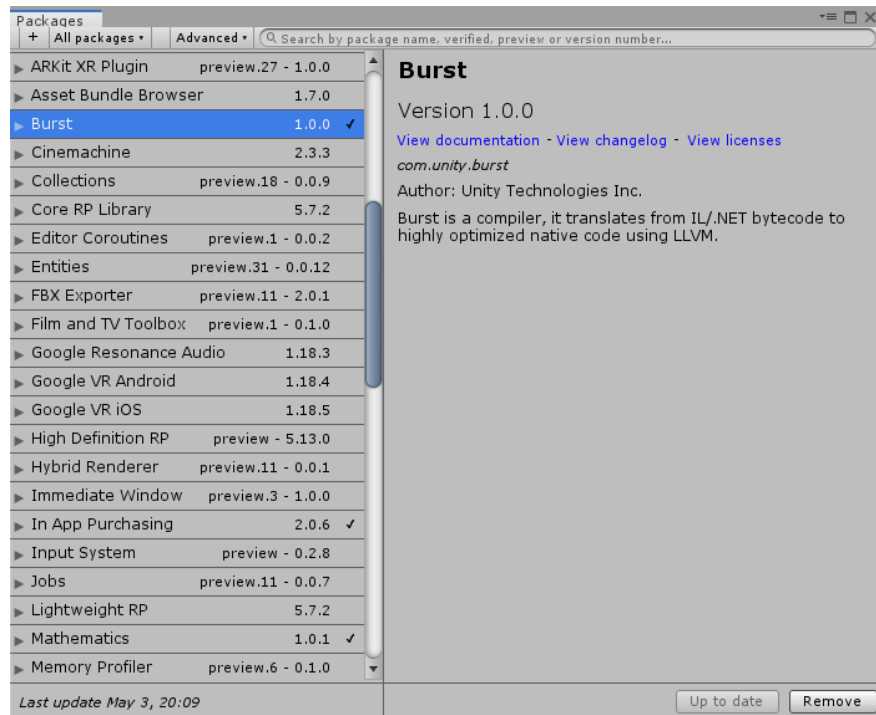 Packages
+ All packages Advanced Search by package name, verified, preview or version number...
ARKit XR Plugin preview.27 - 1.0.0
Asset Bundle Browser 1.7.0
Burst 1.0.0 ✓
Cinemachine 2.3.3
Collections preview.18 - 0.0.9
Core RP Library 5.7.2
Editor Coroutines preview.1 - 0.0.2
Entities preview.31 - 0.0.12
FBX Exporter preview.11 - 2.0.1
Film and TV Toolbox preview.1 - 0.1.0
Google Resonance Audio 1.18.3
Google VR Android 1.18.4
Google VR iOS 1.18.5
High Definition RP preview - 5.13.0
Hybrid Renderer preview.11 - 0.0.1
Immediate Window preview.3 - 1.0.0
In App Purchasing 2.0.6 ✓
Input System preview - 0.2.8
Jobs preview.11 - 0.0.7
Lightweight RP 5.7.2
Mathematics 1.0.1 ✓
Memory Profiler preview.6 - 0.1.0
Last update May 3, 20:09
Burst
Version 1.0.0
View documentation - View changelog - View licenses
com.unity.burst
Author: Unity Technologies Inc.
Burst is a compiler, it translates from IL/.NET bytecode to
highly optimized native code using LLVM.
Up to date Remove